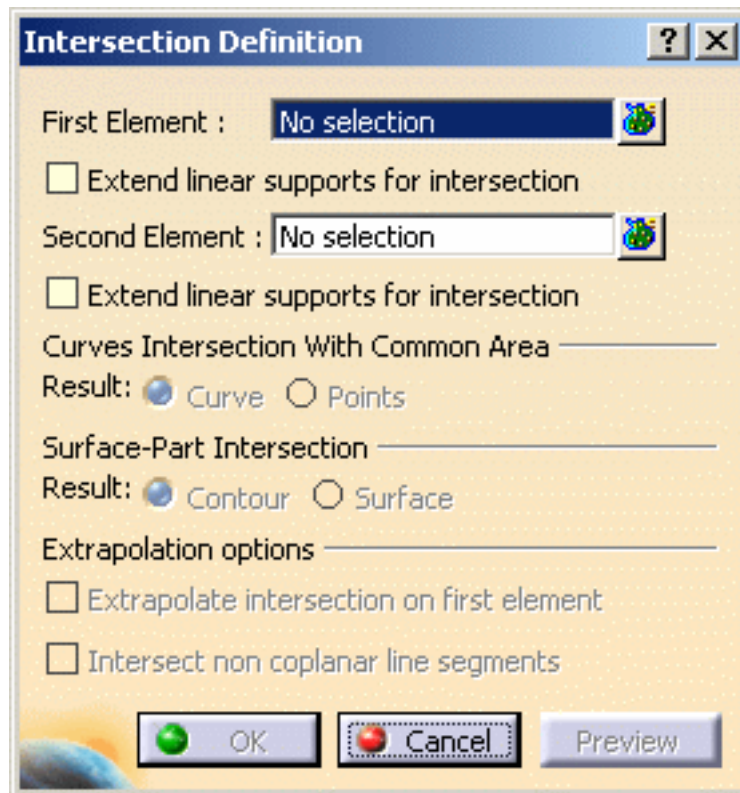 Intersection Definition
First Element : No selection
Extend linear supports for intersection
Second Element : No selection
Extend linear supports for intersection
Curves Intersection With Common Area
Result: Curve Points
Surface-Part Intersection
Result: Contour Surface
Extrapolation options
Extrapolate intersection on first element
Intersect non coplanar line segments
OK Cancel Preview